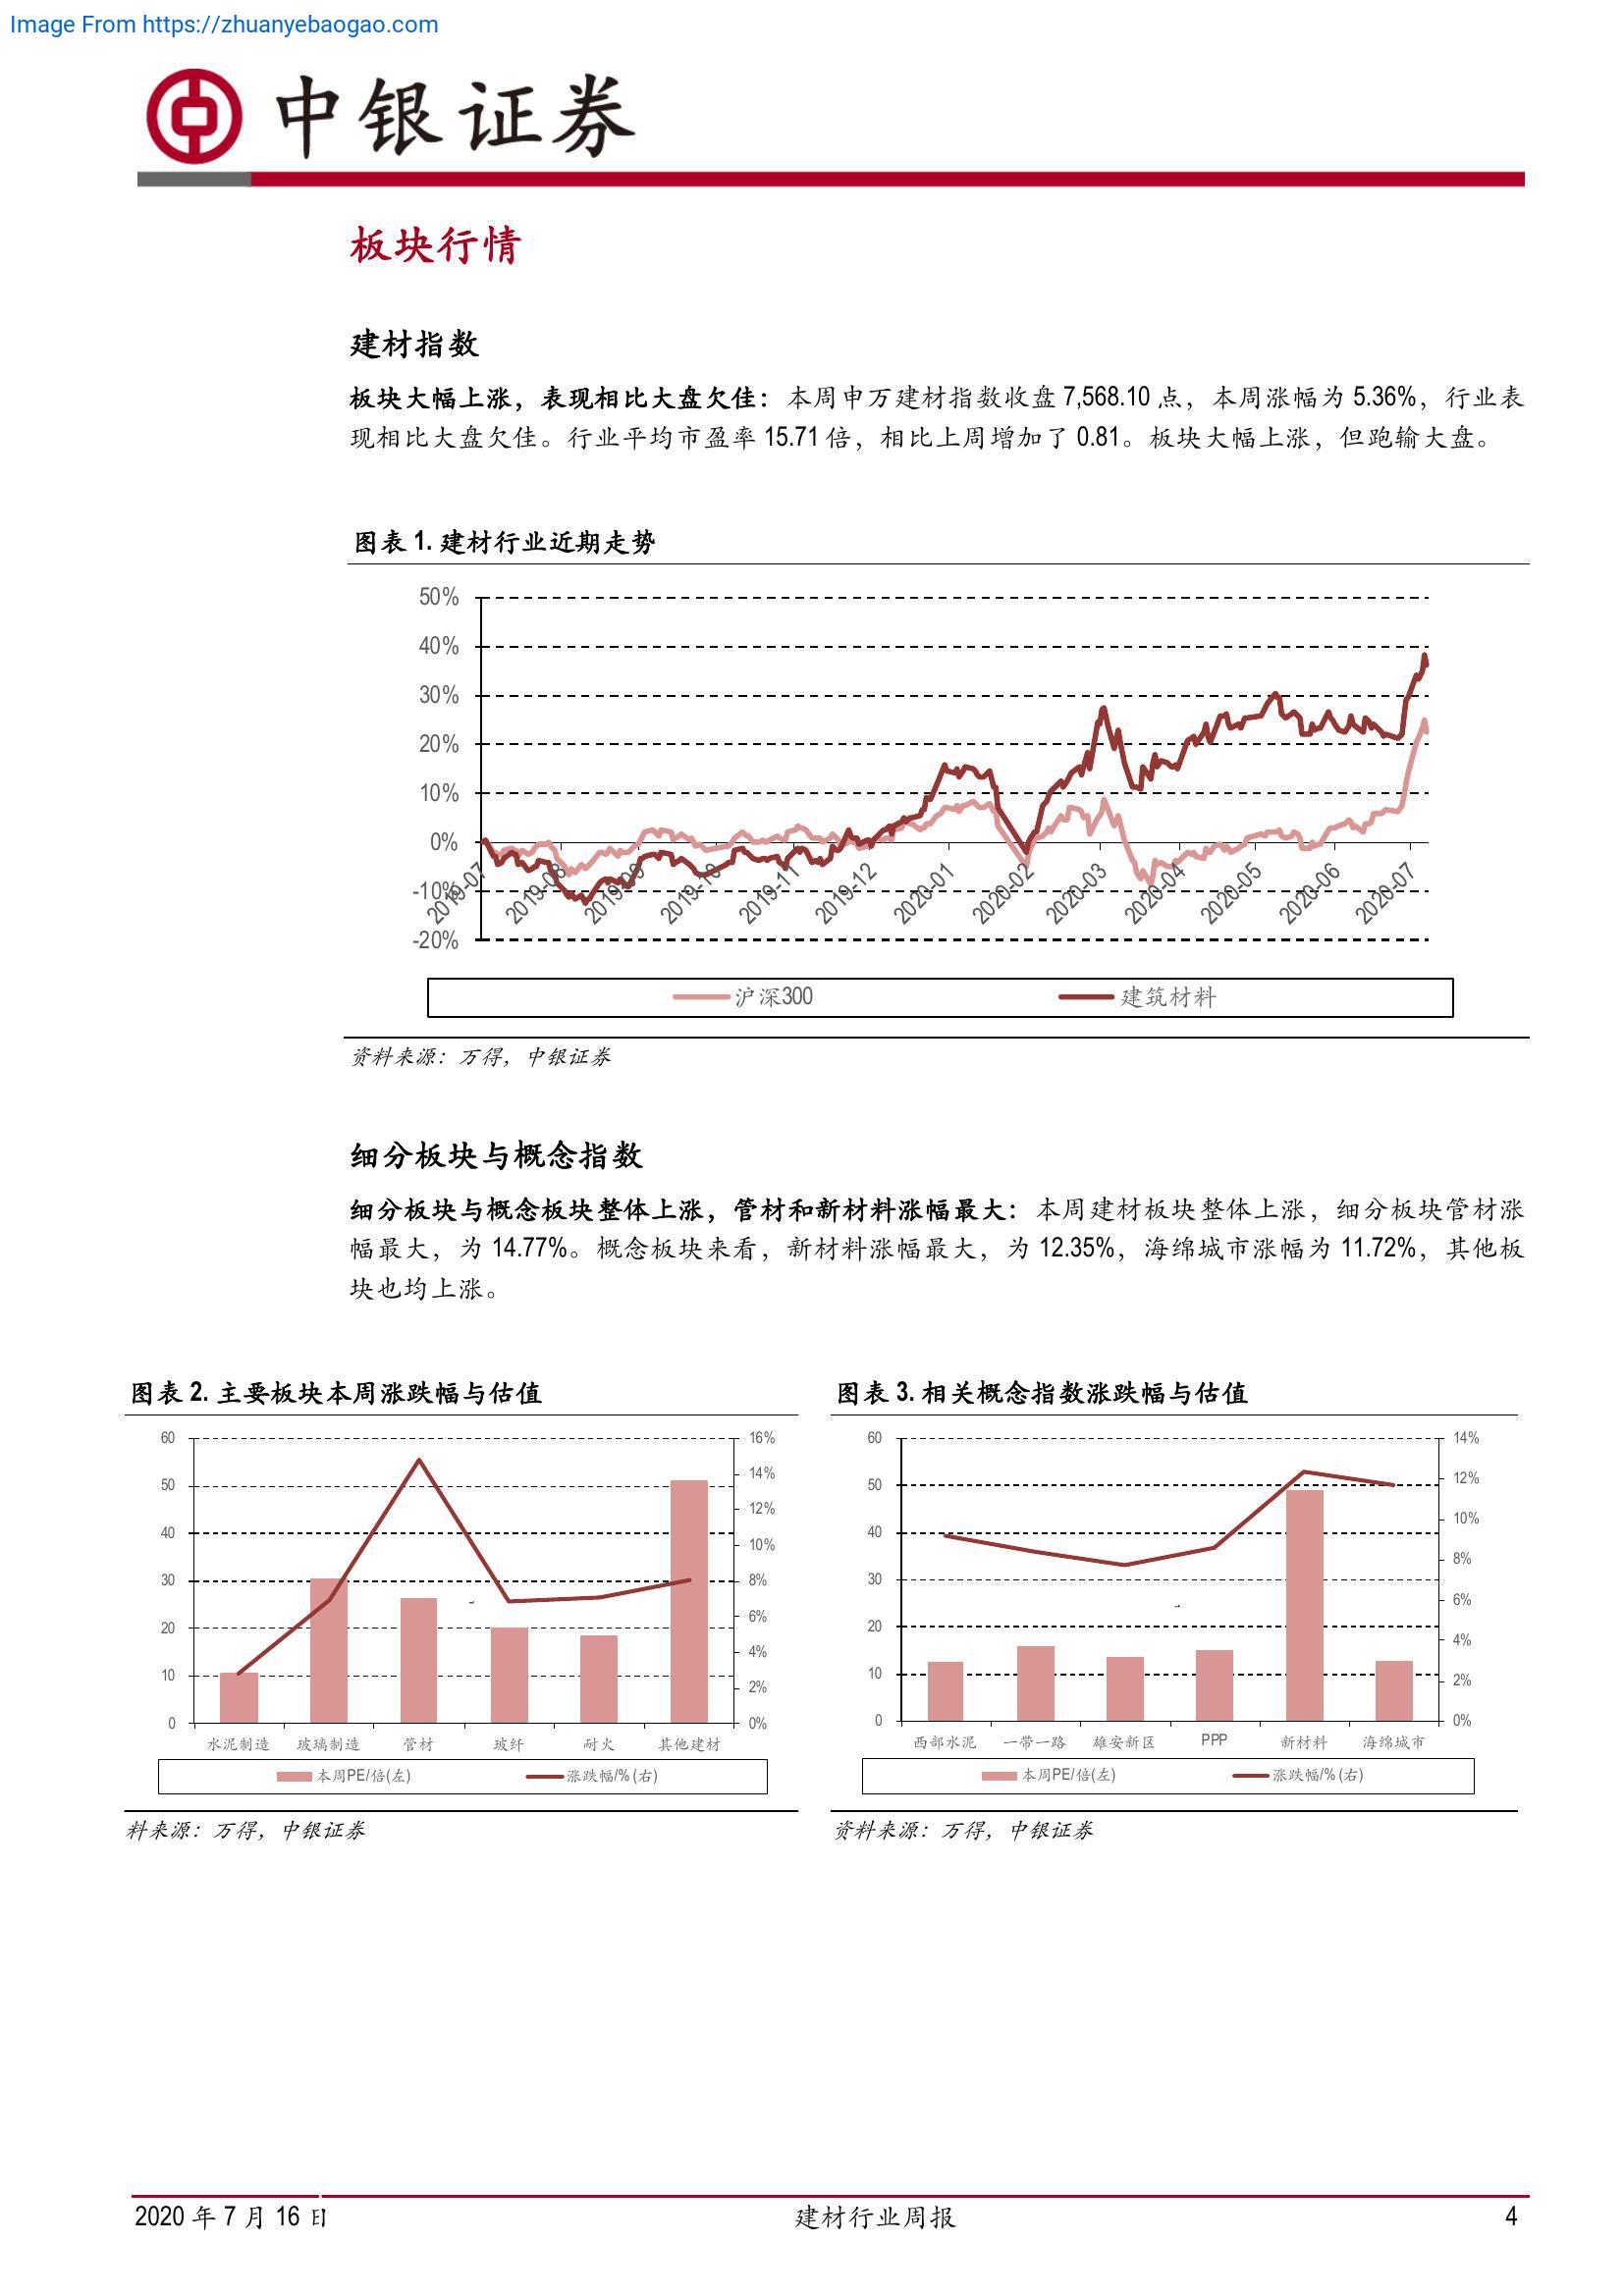 Image From https://zhuanyebaogao.com
中银证券
板块行情
建材指数
板块大幅上涨，表现相比大盘欠佳：本周申万建材指数收盘 7,568.10 点，本周涨幅为 5.36%，行业表
现相比大盘欠佳。行业平均市盈率 15.71 倍，相比上周增加了 0.81。板块大幅上涨，但跑输大盘。
图表 1. 建材行业近期走势
50%
40%
30%
20%
10%
0%
-10%
-20%
2019-07 2019-08 2019-09 2019-10 2019-11 2019-12 2020-01 2020-02 2020-03 2020-04 2020-05 2020-06 2020-07
沪深300 建筑材料
资料来源：万得，中银证券
细分板块与概念指数
细分板块与概念板块整体上涨，管材和新材料涨幅最大：本周建材板块整体上涨，细分板块管材涨
幅最大，为 14.77%。概念板块来看，新材料涨幅最大，为 12.35%，海绵城市涨幅为 11.72%，其他板
块也均上涨。
图表 2. 主要板块本周涨跌幅与估值
60
50
40
30
20
10
0
16%
14%
12%
10%
8%
6%
4%
2%
0%
水泥制造 玻璃制造 管材 玻纤 耐火 其他建材
本周PE/倍(左) 涨跌幅/% (右)
料来源：万得，中银证券
图表 3. 相关概念指数涨跌幅与估值
60
50
40
30
20
10
0
14%
12%
10%
8%
6%
4%
2%
0%
西部水泥 一带一路 雄安新区 PPP 新材料 海绵城市
本周PE/倍(左) 涨跌幅/% (右)
资料来源：万得，中银证券
2020 年 7 月 16 日 建材行业周报 4